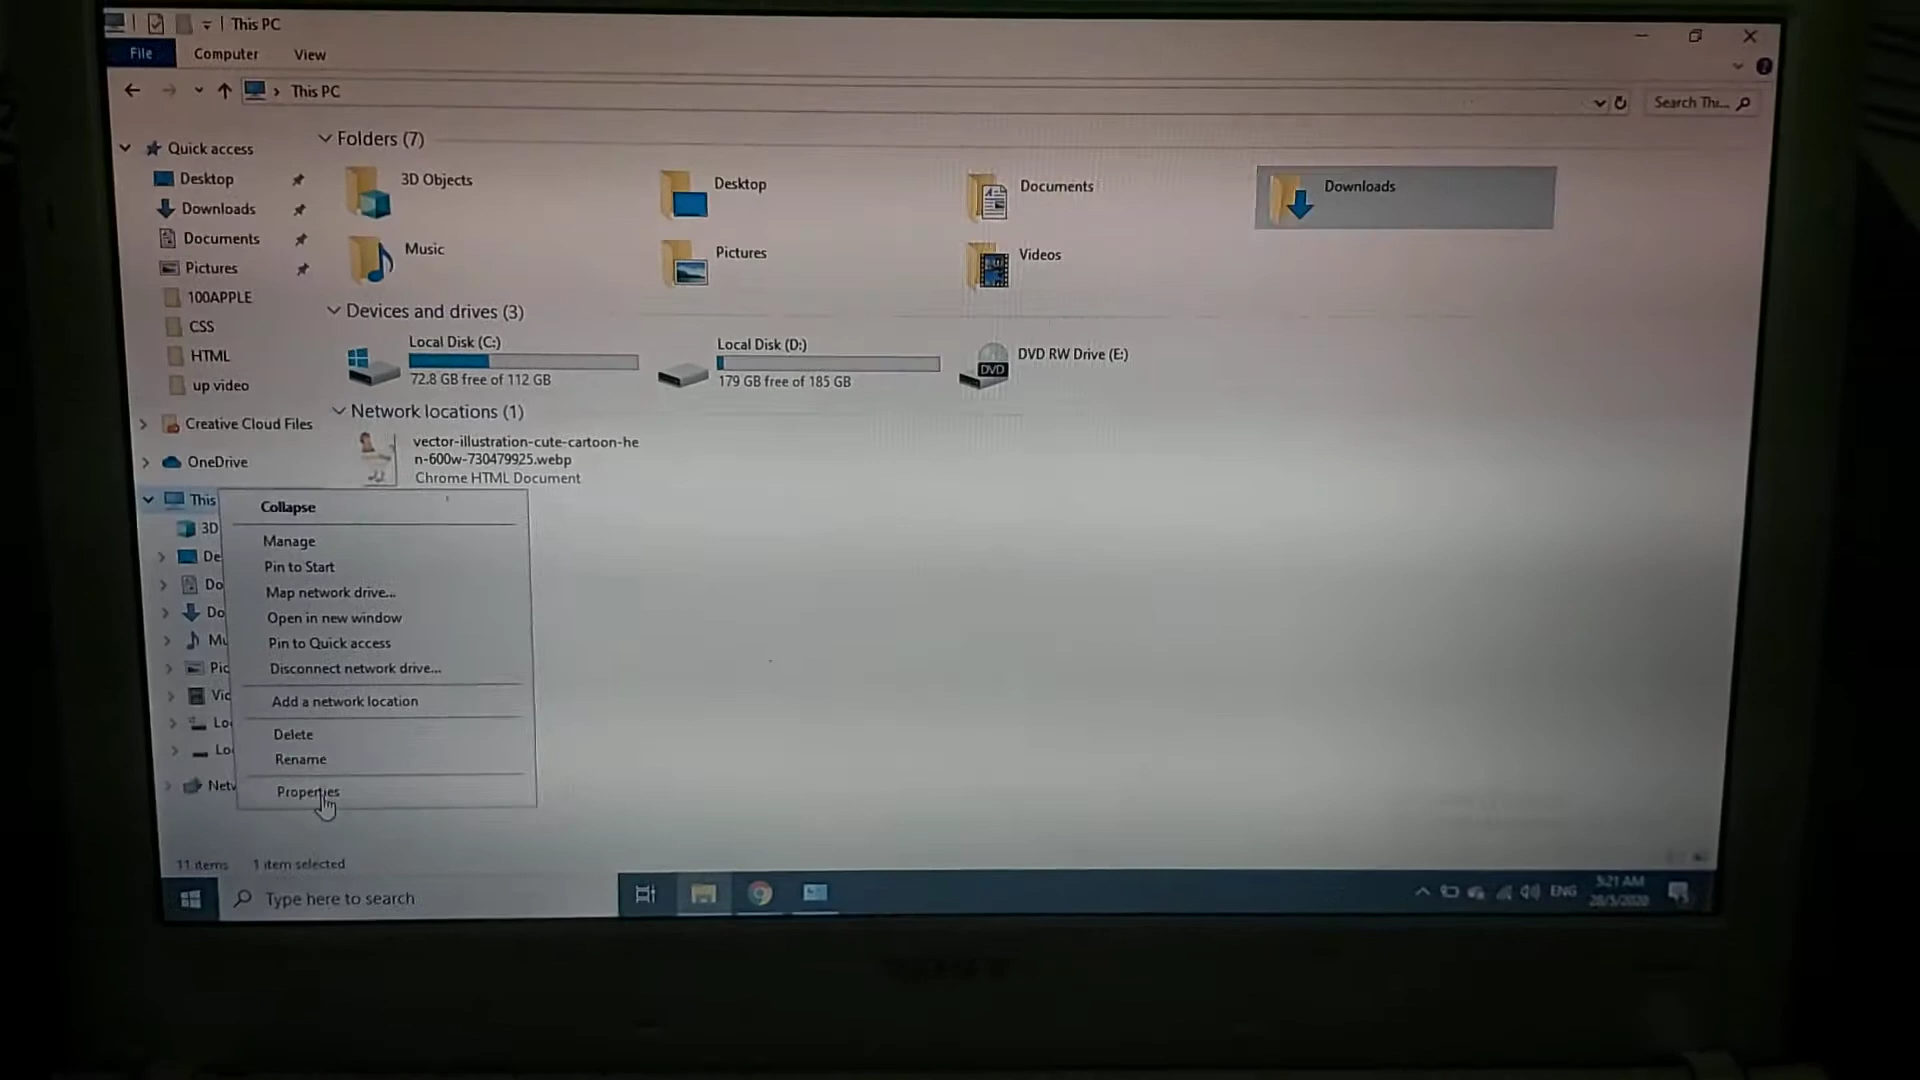 This PC
File
Computer
View
This PC
Search Thi...
Quick access
Desktop
Downloads
Documents
Pictures
100APPLE
CSS
HTML
up video
Creative Cloud Files
OneDrive
This
3D
De
Do
Do
Mu
Pic
Vid
Lo
Lo
Netw
Folders (7)
3D Objects
Desktop
Documents
Downloads
Music
Pictures
Videos
Devices and drives (3)
Local Disk (C:)
72.8 GB free of 112 GB
Local Disk (D:)
179 GB free of 185 GB
DVD
DVD RW Drive (E:)
Network locations (1)
vector-illustration-cute-cartoon-he
n-600w-730479925.webp
Chrome HTML Document
Collapse
Manage
Pin to Start
Map network drive...
Open in new window
Pin to Quick access
Disconnect network drive...
Add a network location
Delete
Rename
Properties
11 items
1 item selected
Type here to search
ENG
5:21 AM
28/5/2020